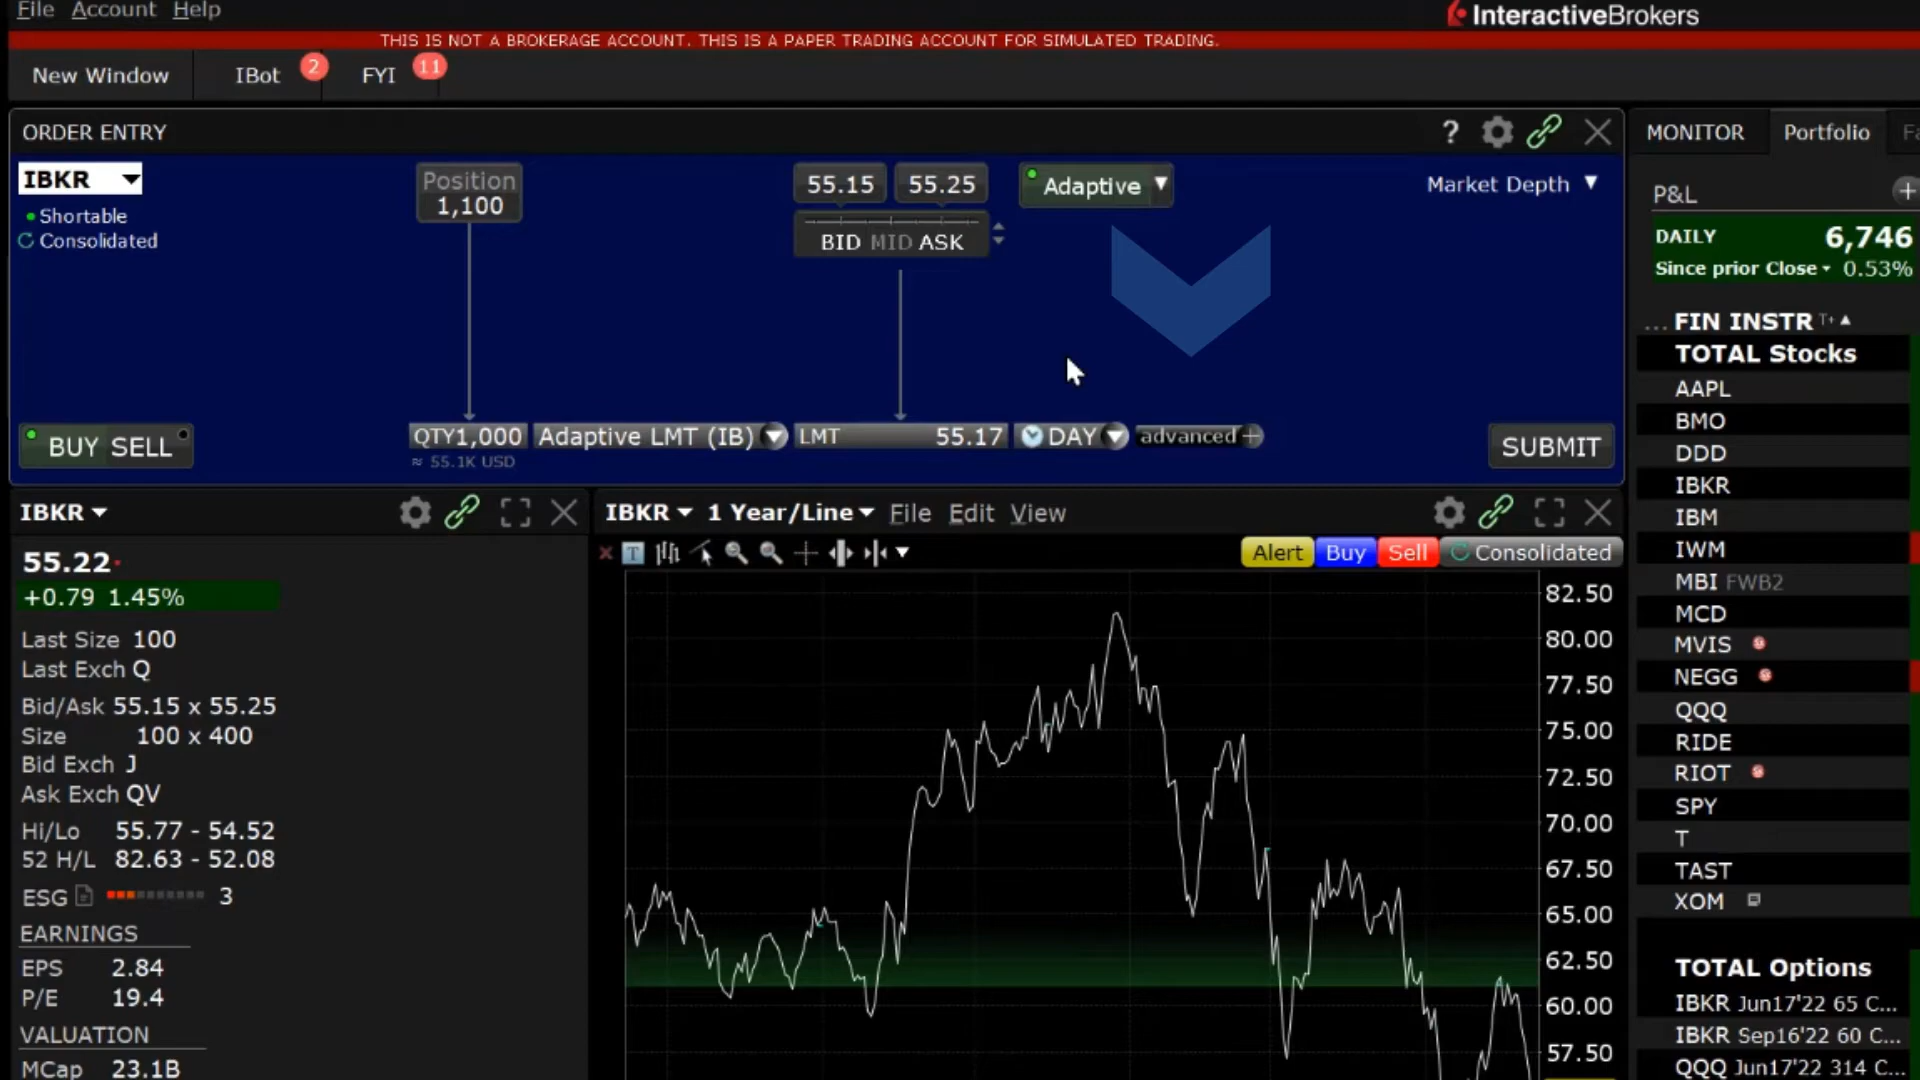 File Account Help
InteractiveBrokers
THIS IS NOT A BROKERAGE ACCOUNT. THIS IS A PAPER TRADING ACCOUNT FOR SIMULATED TRADING.
New Window IBot 2 FYI 11
ORDER ENTRY ?
IBKR
Shortable
Consolidated
Position
1,100
55.15 55.25
BID MID ASK
Adaptive
Market Depth
BUY SELL
QTY1,000 Adaptive LMT (IB) LMT 55.17 DAY advanced +
≈ 55.1K USD
SUBMIT
IBKR
55.22
+0.79 1.45%
Last Size 100
Last Exch Q
Bid/Ask 55.15 x 55.25
Size 100 x 400
Bid Exch J
Ask Exch QV
Hi/Lo 55.77 - 54.52
52 H/L 82.63 - 52.08
ESG 3
EARNINGS
EPS 2.84
P/E 19.4
VALUATION
MCap 23.1B
IBKR 1 Year/Line File Edit View
T
Alert Buy Sell Consolidated
82.50
80.00
77.50
75.00
72.50
70.00
67.50
65.00
62.50
60.00
57.50
MONITOR Portfolio
P&L +
DAILY 6,746
Since prior Close 0.53%
... FIN INSTR
TOTAL Stocks
AAPL
BMO
DDD
IBKR
IBM
IWM
MBI FWB2
MCD
MVIS
NEGG
QQQ
RIDE
RIOT
SPY
T
TAST
XOM
TOTAL Options
IBKR Jun17'22 65 C...
IBKR Sep16'22 60 C...
QQQ Jun17'22 314 C...